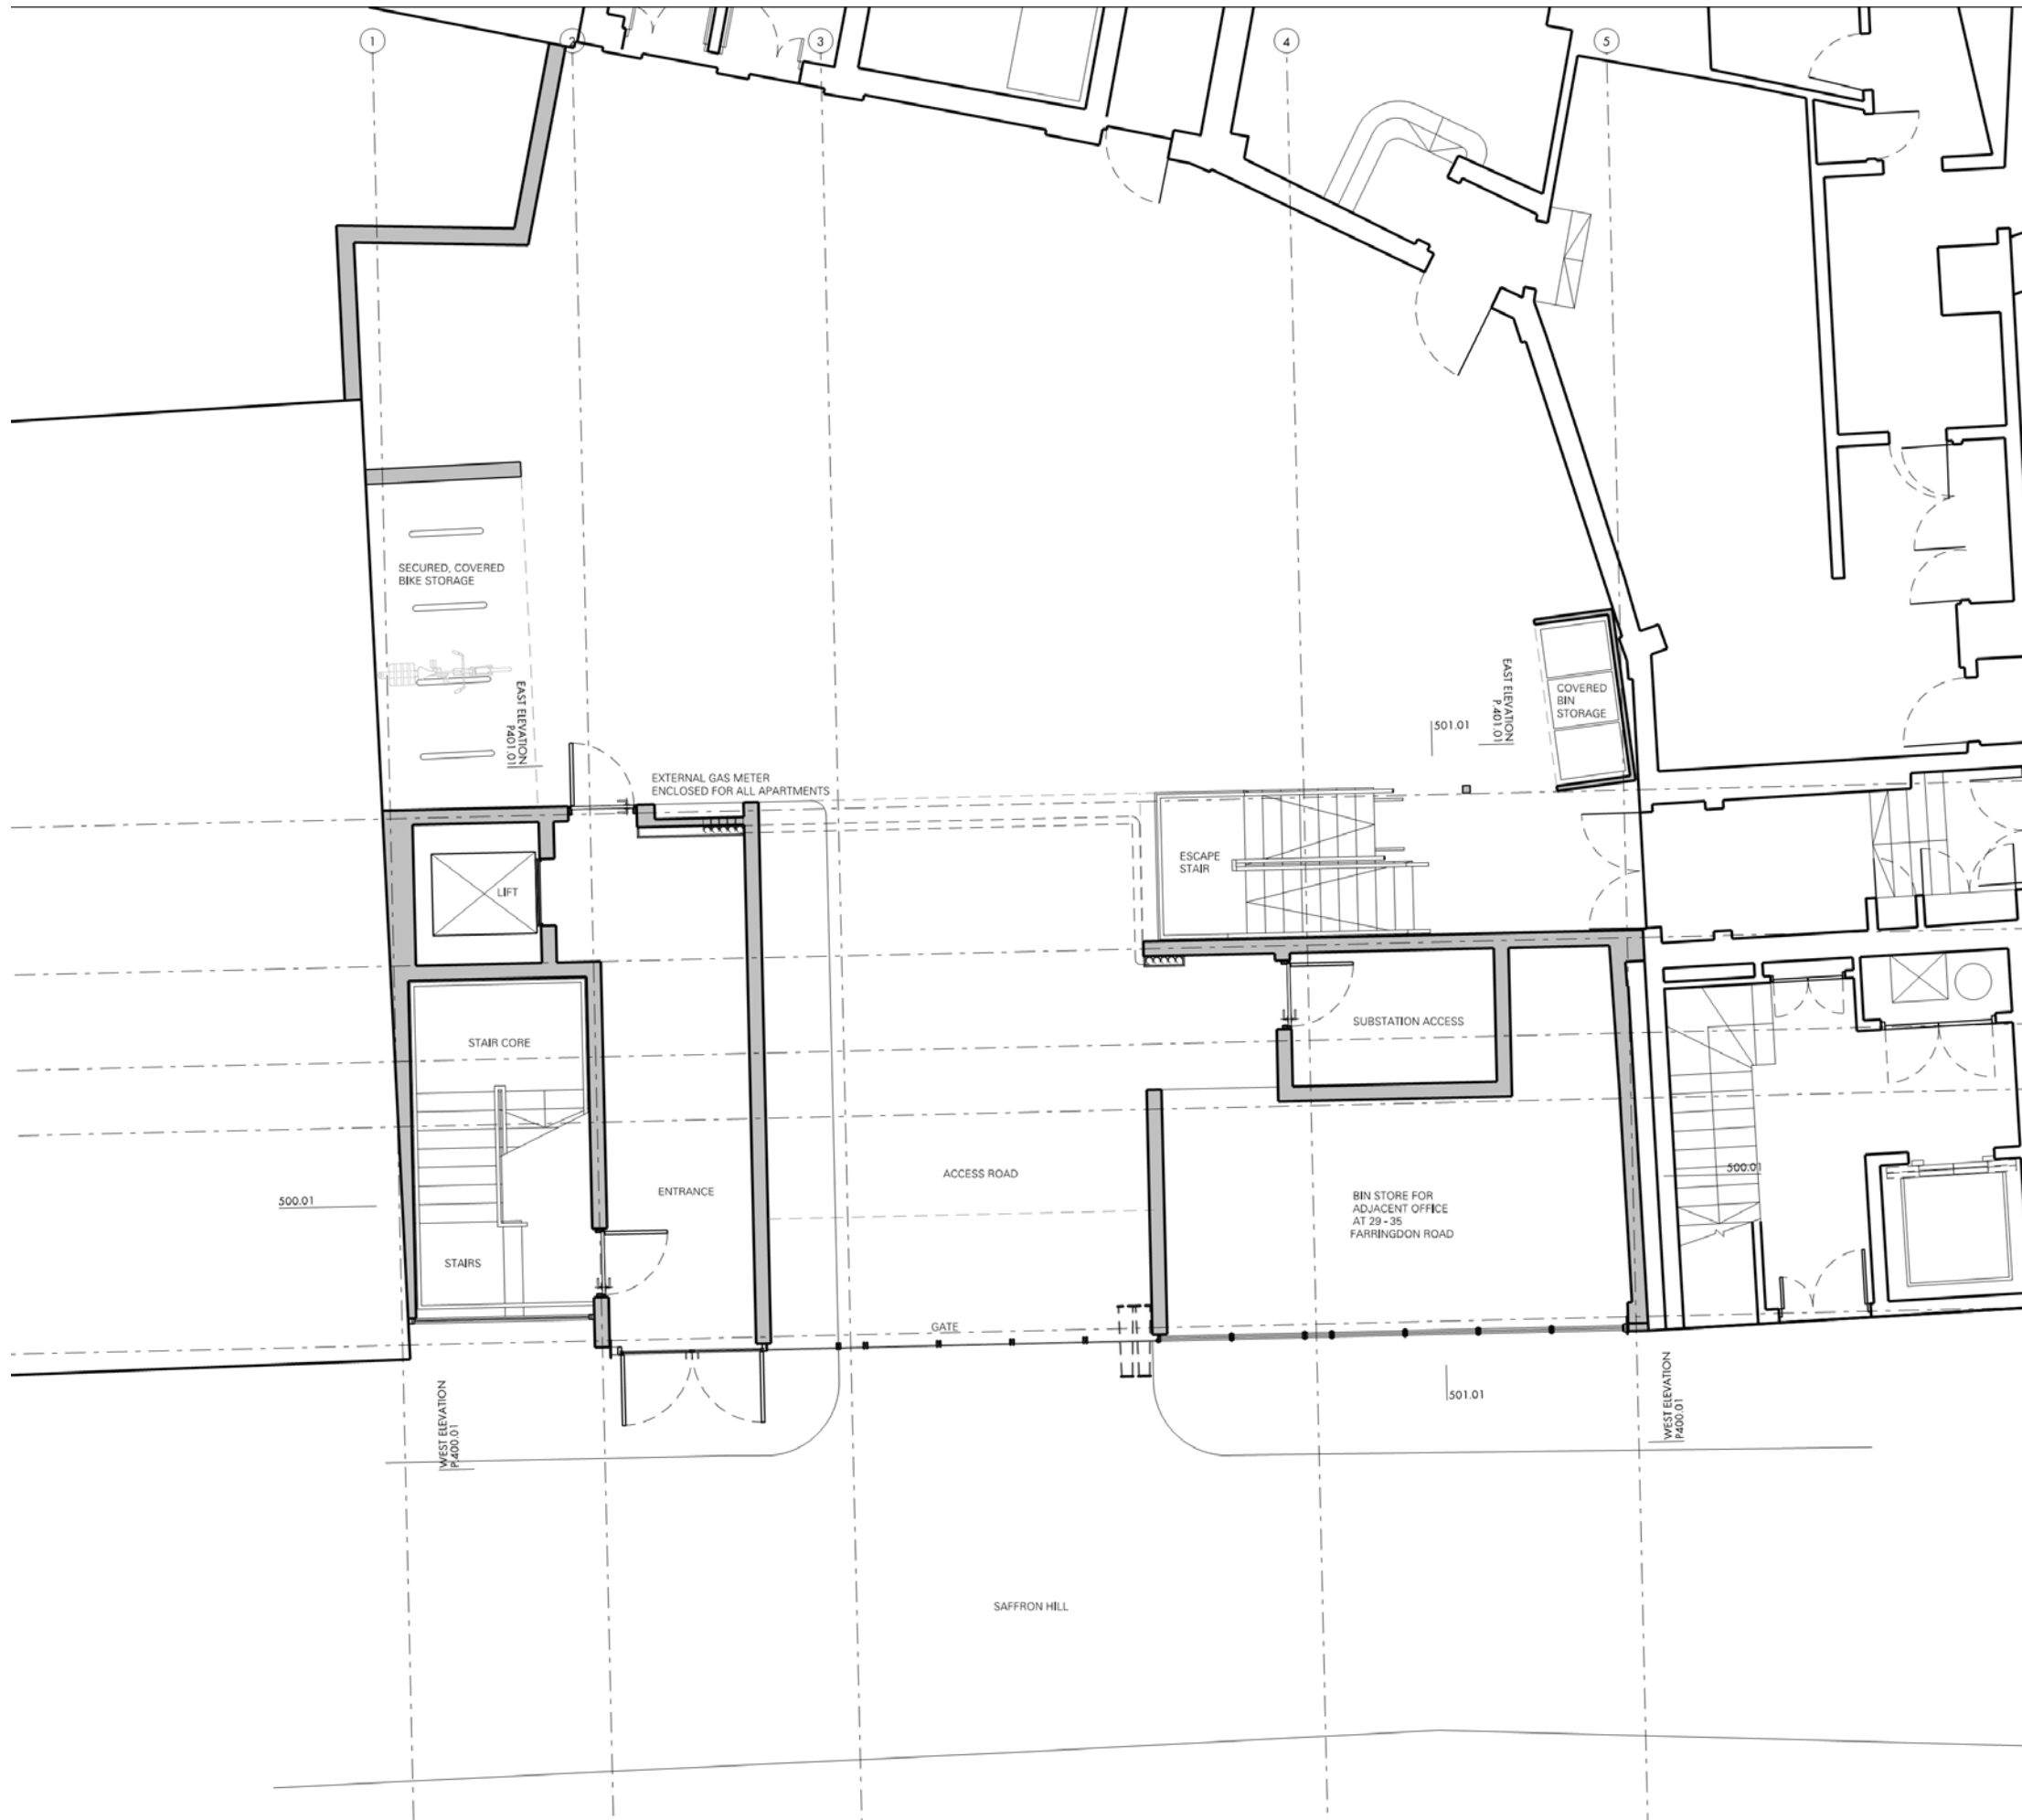 1
2
3
4
5
SECURED, COVERED
BIKE STORAGE
EAST ELEVATION
P401.01
EAST ELEVATION
P.401.01
COVERED
BIN
STORAGE
501.01
EXTERNAL GAS METER
ENCLOSED FOR ALL APARTMENTS
ESCAPE
STAIR
LIFT
SUBSTATION ACCESS
STAIR CORE
ACCESS ROAD
500.01
ENTRANCE
500.01
BIN STORE FOR
ADJACENT OFFICE
AT 29 - 35
FARRINGDON ROAD
STAIRS
GATE
501.01
WEST ELEVATION
P.400.01
WEST ELEVATION
P400.01
SAFFRON HILL